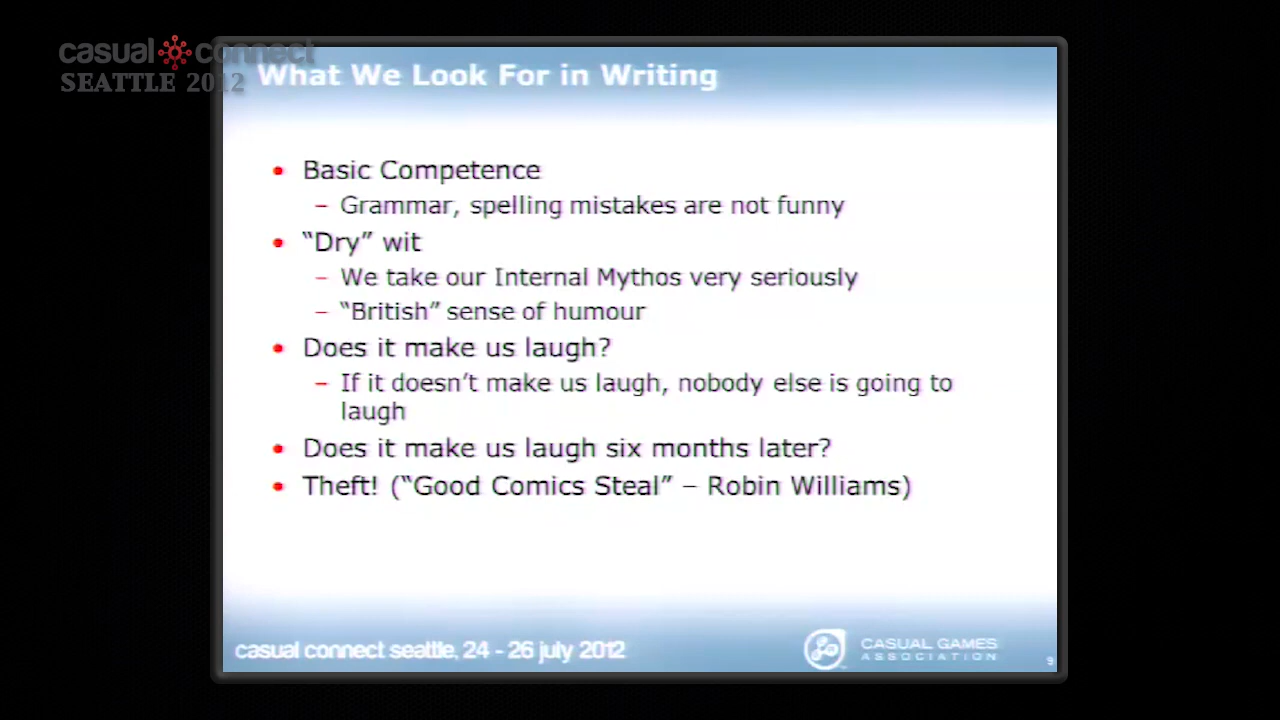 casual connect
SEATTLE 2012
What We Look For in Writing
• Basic Competence
– Grammar, spelling mistakes are not funny
• “Dry” wit
– We take our Internal Mythos very seriously
– “British” sense of humour
• Does it make us laugh?
– If it doesn’t make us laugh, nobody else is going to
laugh
• Does it make us laugh six months later?
• Theft! (“Good Comics Steal” – Robin Williams)
casual connect seattle, 24 - 26 july 2012
CASUAL GAMES
ASSOCIATION
9